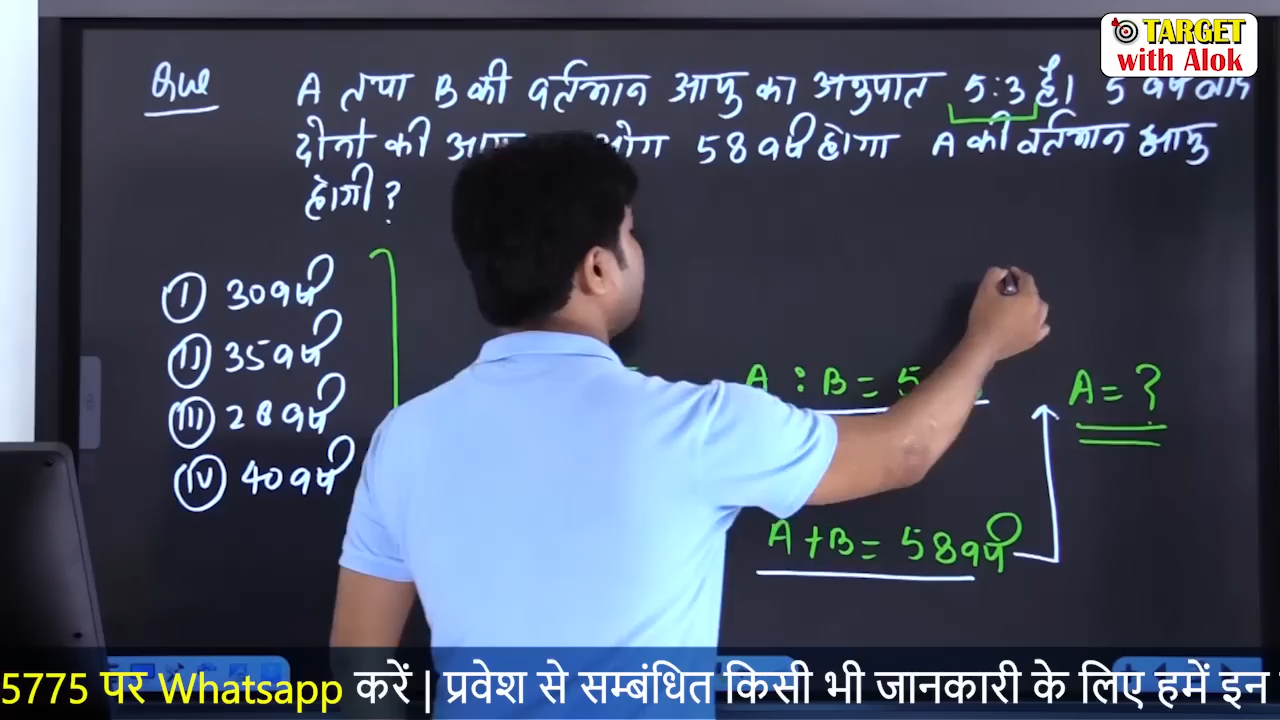 TARGET
with Alok
Que A तथा B की वर्तमान आयु का अनुपात 5:3 है। 5 वर्ष बाद
दोनों की योग 58 वर्ष होगा A की वर्तमान आयु
होगी?
(I) 30 वर्ष
(II) 35 वर्ष
(III) 28 वर्ष
(IV) 40 वर्ष
A : B = 5
A = ?
A + B = 58 वर्ष
5775 पर Whatsapp करें | प्रवेश से सम्बंधित किसी भी जानकारी के लिए हमें इन